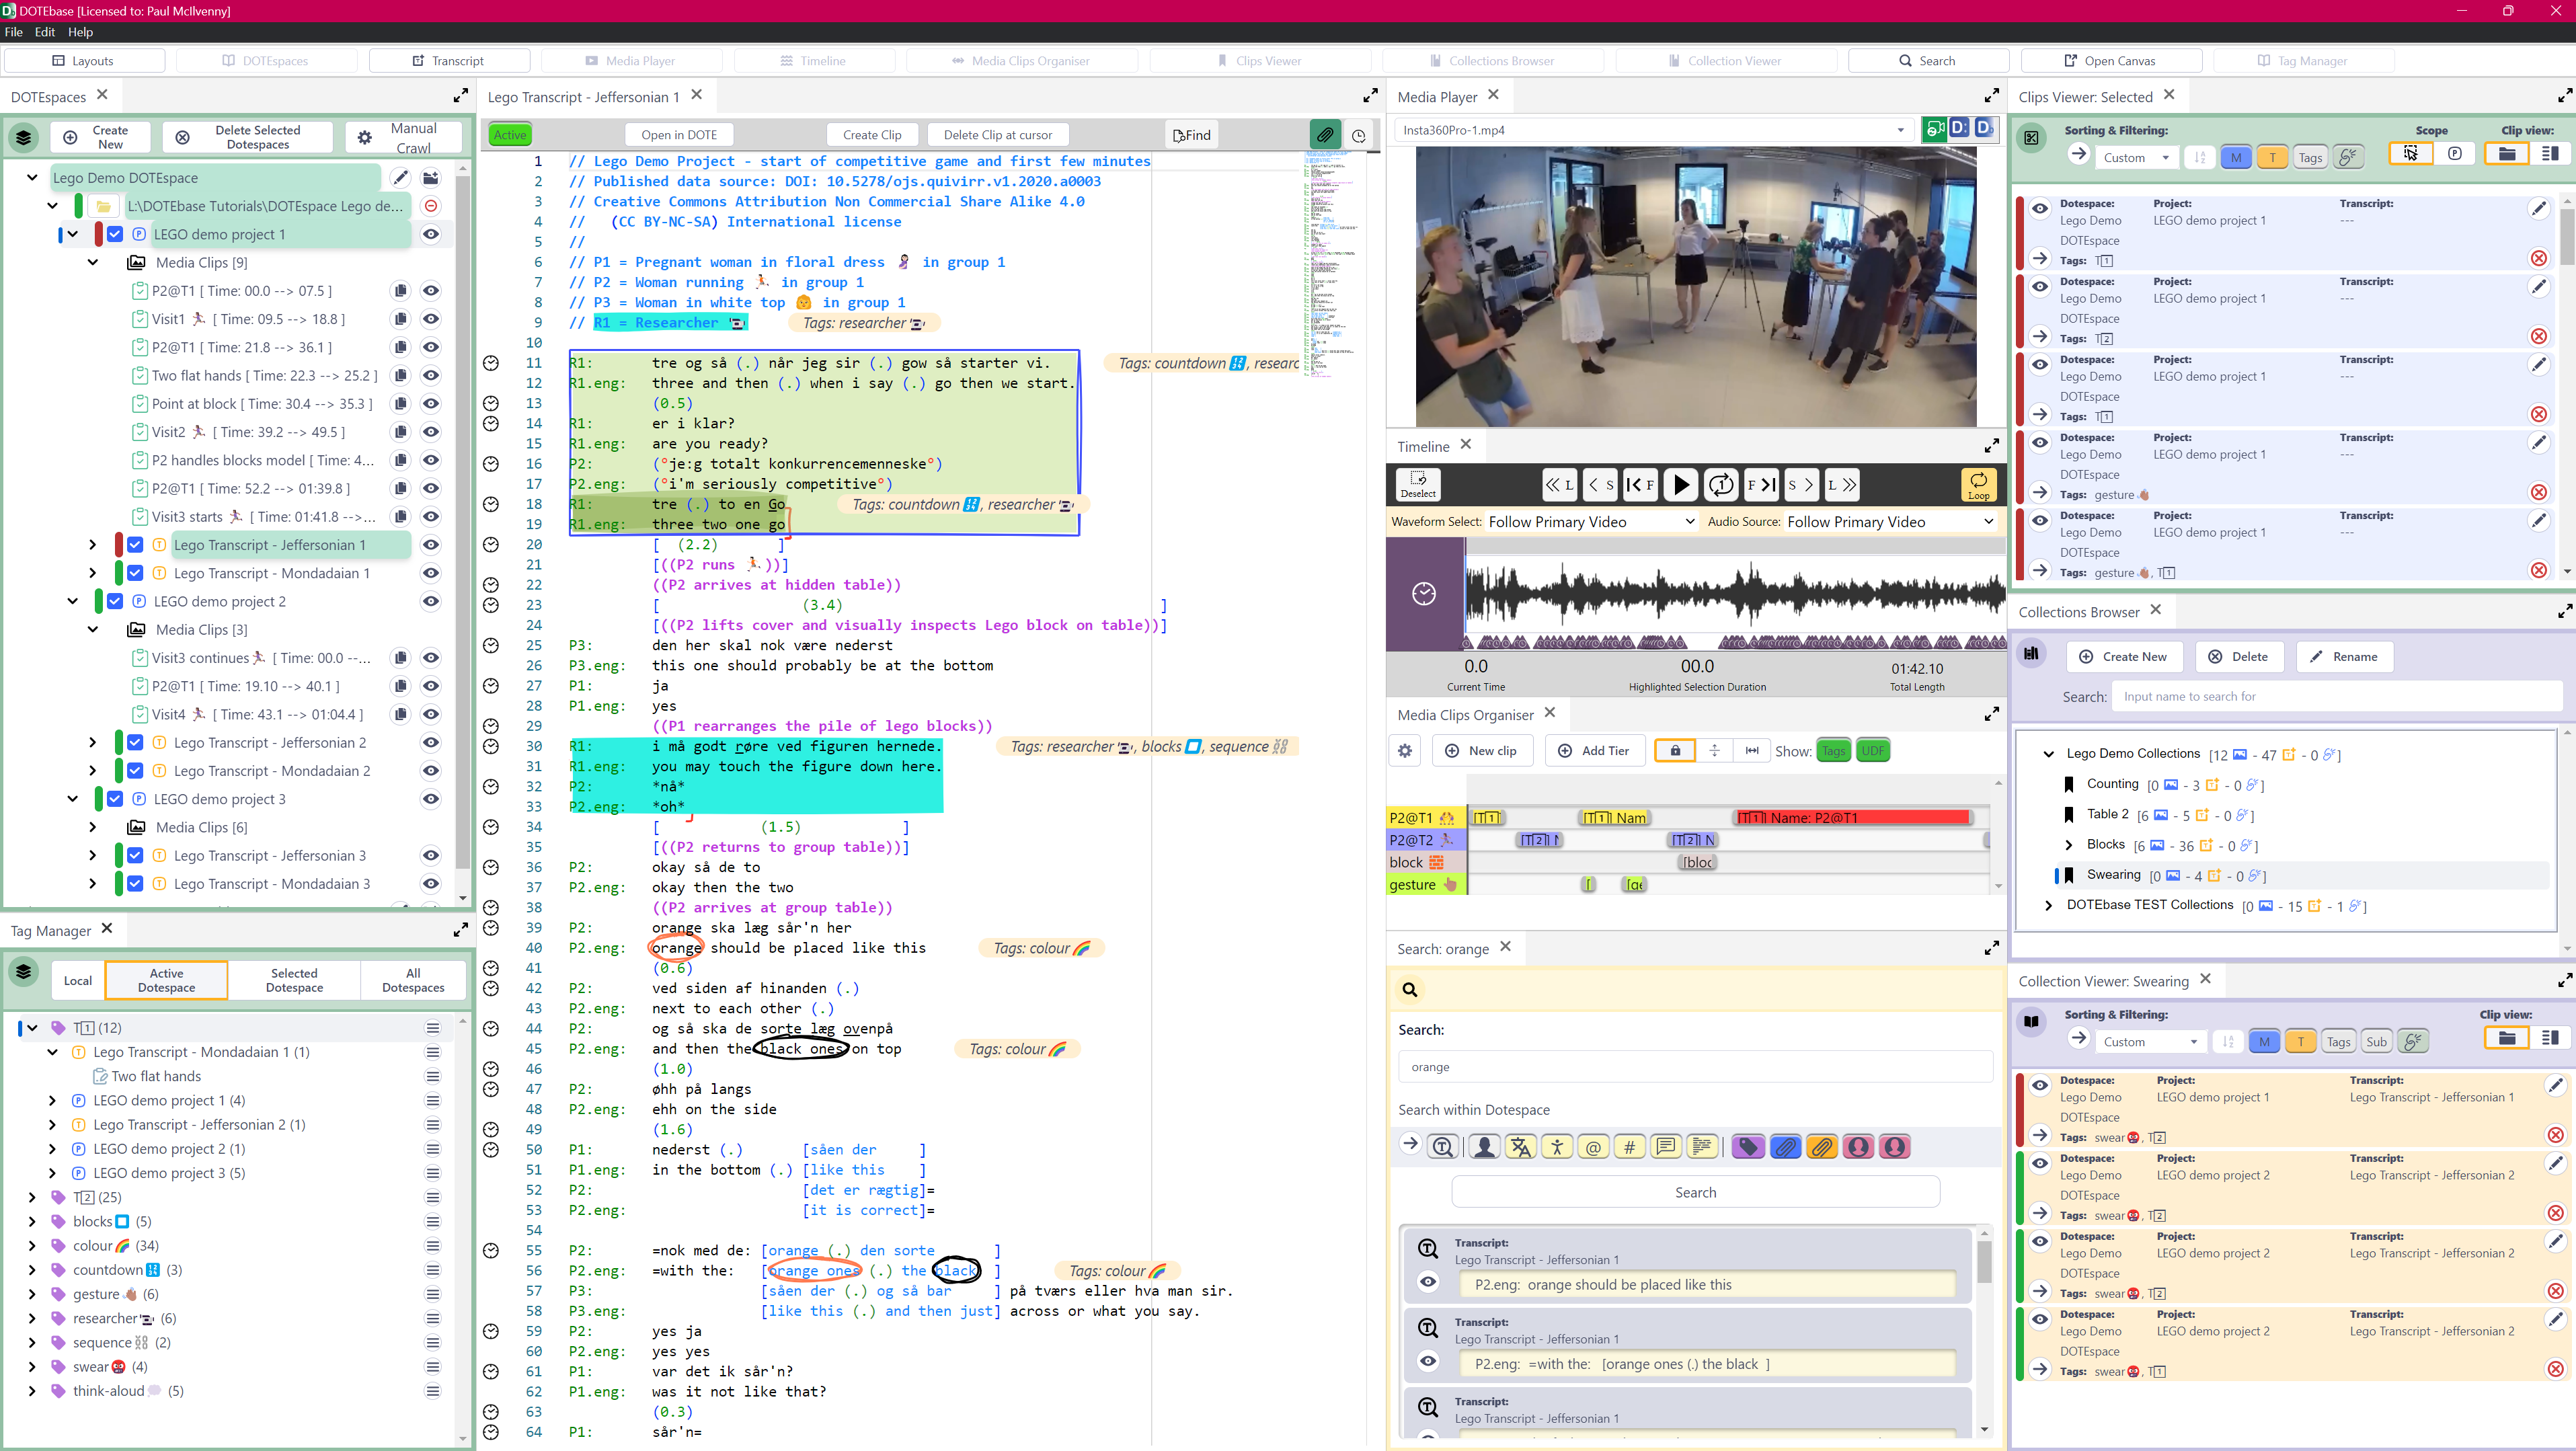 DOTEbase [Licensed to: Paul McIlvenny]
File Edit Help
Layouts DOTEspaces Transcript Media Player Timeline Media Clips Organiser Clips Viewer Collections Browser Collection Viewer Search Open Canvas Tag Manager
DOTEspaces
Create New
Delete Selected Dotespaces
Manual Crawl
Lego Demo DOTEspace
L:\DOTEbase Tutorials\DOTEspace Lego de...
LEGO demo project 1
Media Clips [9]
P2@T1 [ Time: 00.0 --> 07.5 ]
Visit1 🏃 [ Time: 09.5 --> 18.8 ]
P2@T1 [ Time: 21.8 --> 36.1 ]
Two flat hands [ Time: 22.3 --> 25.2 ]
Point at block [ Time: 30.4 --> 35.3 ]
Visit2 🏃 [ Time: 39.2 --> 49.5 ]
P2 handles blocks model [ Time: 4...
P2@T1 [ Time: 52.2 --> 01:39.8 ]
Visit3 starts 🏃 [ Time: 01:41.8 -->...
Lego Transcript - Jeffersonian 1
Lego Transcript - Mondadaian 1
LEGO demo project 2
Media Clips [3]
Visit3 continues 🏃 [ Time: 00.0 --...
P2@T1 [ Time: 19.10 --> 40.1 ]
Visit4 🏃 [ Time: 43.1 --> 01:04.4 ]
Lego Transcript - Jeffersonian 2
Lego Transcript - Mondadaian 2
LEGO demo project 3
Media Clips [6]
Lego Transcript - Jeffersonian 3
Lego Transcript - Mondadaian 3
Tag Manager
Local
Active Dotespace
Selected Dotespace
All Dotespaces
T1 (12)
Lego Transcript - Mondadaian 1 (1)
Two flat hands
LEGO demo project 1 (4)
Lego Transcript - Jeffersonian 2 (1)
LEGO demo project 2 (1)
LEGO demo project 3 (5)
T2 (25)
blocks (5)
colour🌈 (34)
countdown🔢 (3)
gesture (6)
researcher (6)
sequence (2)
swear (4)
think-aloud (5)
Lego Transcript - Jeffersonian 1
Active Open in DOTE Create Clip Delete Clip at cursor Find
1 // Lego Demo Project - start of competitive game and first few minutes
2 // Published data source: DOI: 10.5278/ojs.quivirr.v1.2020.a0003
3 // Creative Commons Attribution Non Commercial Share Alike 4.0
4 // (CC BY-NC-SA) International license
5 //
6 // P1 = Pregnant woman in floral dress in group 1
7 // P2 = Woman running in group 1
8 // P3 = Woman in white top in group 1
9 // R1 = Researcher Tags: researcher
10
11 R1: tre og så (.) når jeg sir (.) gow så starter vi. Tags: countdown🔢, researc
12 R1.eng: three and then (.) when i say (.) go then we start.
13 (0.5)
14 R1: er i klar?
15 R1.eng: are you ready?
16 P2: (°je:g totalt konkurrencemenneske°)
17 P2.eng: (°i'm seriously competitive°)
18 R1: tre (.) to en Go Tags: countdown🔢, researcher
19 R1.eng: three two one go
20 [ (2.2) ]
21 [((P2 runs 🏃))]
22 ((P2 arrives at hidden table))
23 [ (3.4) ]
24 [((P2 lifts cover and visually inspects Lego block on table))]
25 P3: den her skal nok være nederst
26 P3.eng: this one should probably be at the bottom
27 P1: ja
28 P1.eng: yes
29 ((P1 rearranges the pile of lego blocks))
30 R1: i må godt røre ved figuren hernede. Tags: researcher, blocks, sequence
31 R1.eng: you may touch the figure down here.
32 P2: *nå*
33 P2.eng: *oh*
34 [ (1.5) ]
35 [((P2 returns to group table))]
36 P2: okay så de to
37 P2.eng: okay then the two
38 ((P2 arrives at group table))
39 P2: orange ska læg sår'n her
40 P2.eng: orange should be placed like this Tags: colour🌈
41 (0.6)
42 P2: ved siden af hinanden (.)
43 P2.eng: next to each other (.)
44 P2: og så ska de sorte læg ovenpå
45 P2.eng: and then the black ones on top Tags: colour🌈
46 (1.0)
47 P2: øhh på langs
48 P2.eng: ehh on the side
49 (1.6)
50 P1: nederst (.) [såen der ]
51 P1.eng: in the bottom (.) [like this ]
52 P2: [det er rægtig]=
53 P2.eng: [it is correct]=
54
55 P2: =nok med de: [orange (.) den sorte ]
56 P2.eng: =with the: [orange ones (.) the black ] Tags: colour🌈
57 P3: [såen der (.) og så bar ] på tværs eller hva man sir.
58 P3.eng: [like this (.) and then just] across or what you say.
59 P2: yes ja
60 P2.eng: yes yes
61 P1: var det ik sår'n?
62 P1.eng: was it not like that?
63 (0.3)
64 P1: sår'n=
Media Player
Insta360Pro-1.mp4
Timeline
Deselect L S F F S L Loop
Waveform Select: Follow Primary Video Audio Source: Follow Primary Video
0.0 00.0 01:42.10
Current Time Highlighted Selection Duration Total Length
Media Clips Organiser
New clip Add Tier Show: Tags UDF
P2@T1 [T1] [T1] Nam [T1] Name: P2@T1
P2@T2 [T2] [T2] N
block [bloc
gesture [ge
Search: orange
Search:
orange
Search within Dotespace
Search
Transcript:
Lego Transcript - Jeffersonian 1
P2.eng: orange should be placed like this
Transcript:
Lego Transcript - Jeffersonian 1
P2.eng: =with the: [orange ones (.) the black ]
Transcript:
Lego Transcript - Jeffersonian 1
Clips Viewer: Selected
Sorting & Filtering: Scope Clip view:
Custom M T Tags P
Dotespace: Project: Transcript:
Lego Demo LEGO demo project 1 ---
DOTEspace
Tags: T1
Dotespace: Project: Transcript:
Lego Demo LEGO demo project 1 ---
DOTEspace
Tags: T2
Dotespace: Project: Transcript:
Lego Demo LEGO demo project 1 ---
DOTEspace
Tags: T1
Dotespace: Project: Transcript:
Lego Demo LEGO demo project 1 ---
DOTEspace
Tags: gesture
Dotespace: Project: Transcript:
Lego Demo LEGO demo project 1 ---
DOTEspace
Tags: gesture, T1
Collections Browser
Create New Delete Rename
Search: Input name to search for
Lego Demo Collections [12 - 47 - 0 ]
Counting [0 - 3 - 0 ]
Table 2 [6 - 5 - 0 ]
Blocks [6 - 36 - 0 ]
Swearing [0 - 4 - 0 ]
DOTEbase TEST Collections [0 - 15 - 1 ]
Collection Viewer: Swearing
Sorting & Filtering: Clip view:
Custom M T Tags Sub
Dotespace: Project: Transcript:
Lego Demo LEGO demo project 1 Lego Transcript - Jeffersonian 1
DOTEspace
Tags: swear, T2
Dotespace: Project: Transcript:
Lego Demo LEGO demo project 2 Lego Transcript - Jeffersonian 2
DOTEspace
Tags: swear, T2
Dotespace: Project: Transcript:
Lego Demo LEGO demo project 2 Lego Transcript - Jeffersonian 2
DOTEspace
Tags: swear, T2
Dotespace: Project: Transcript:
Lego Demo LEGO demo project 2 Lego Transcript - Jeffersonian 2
DOTEspace
Tags: swear, T1